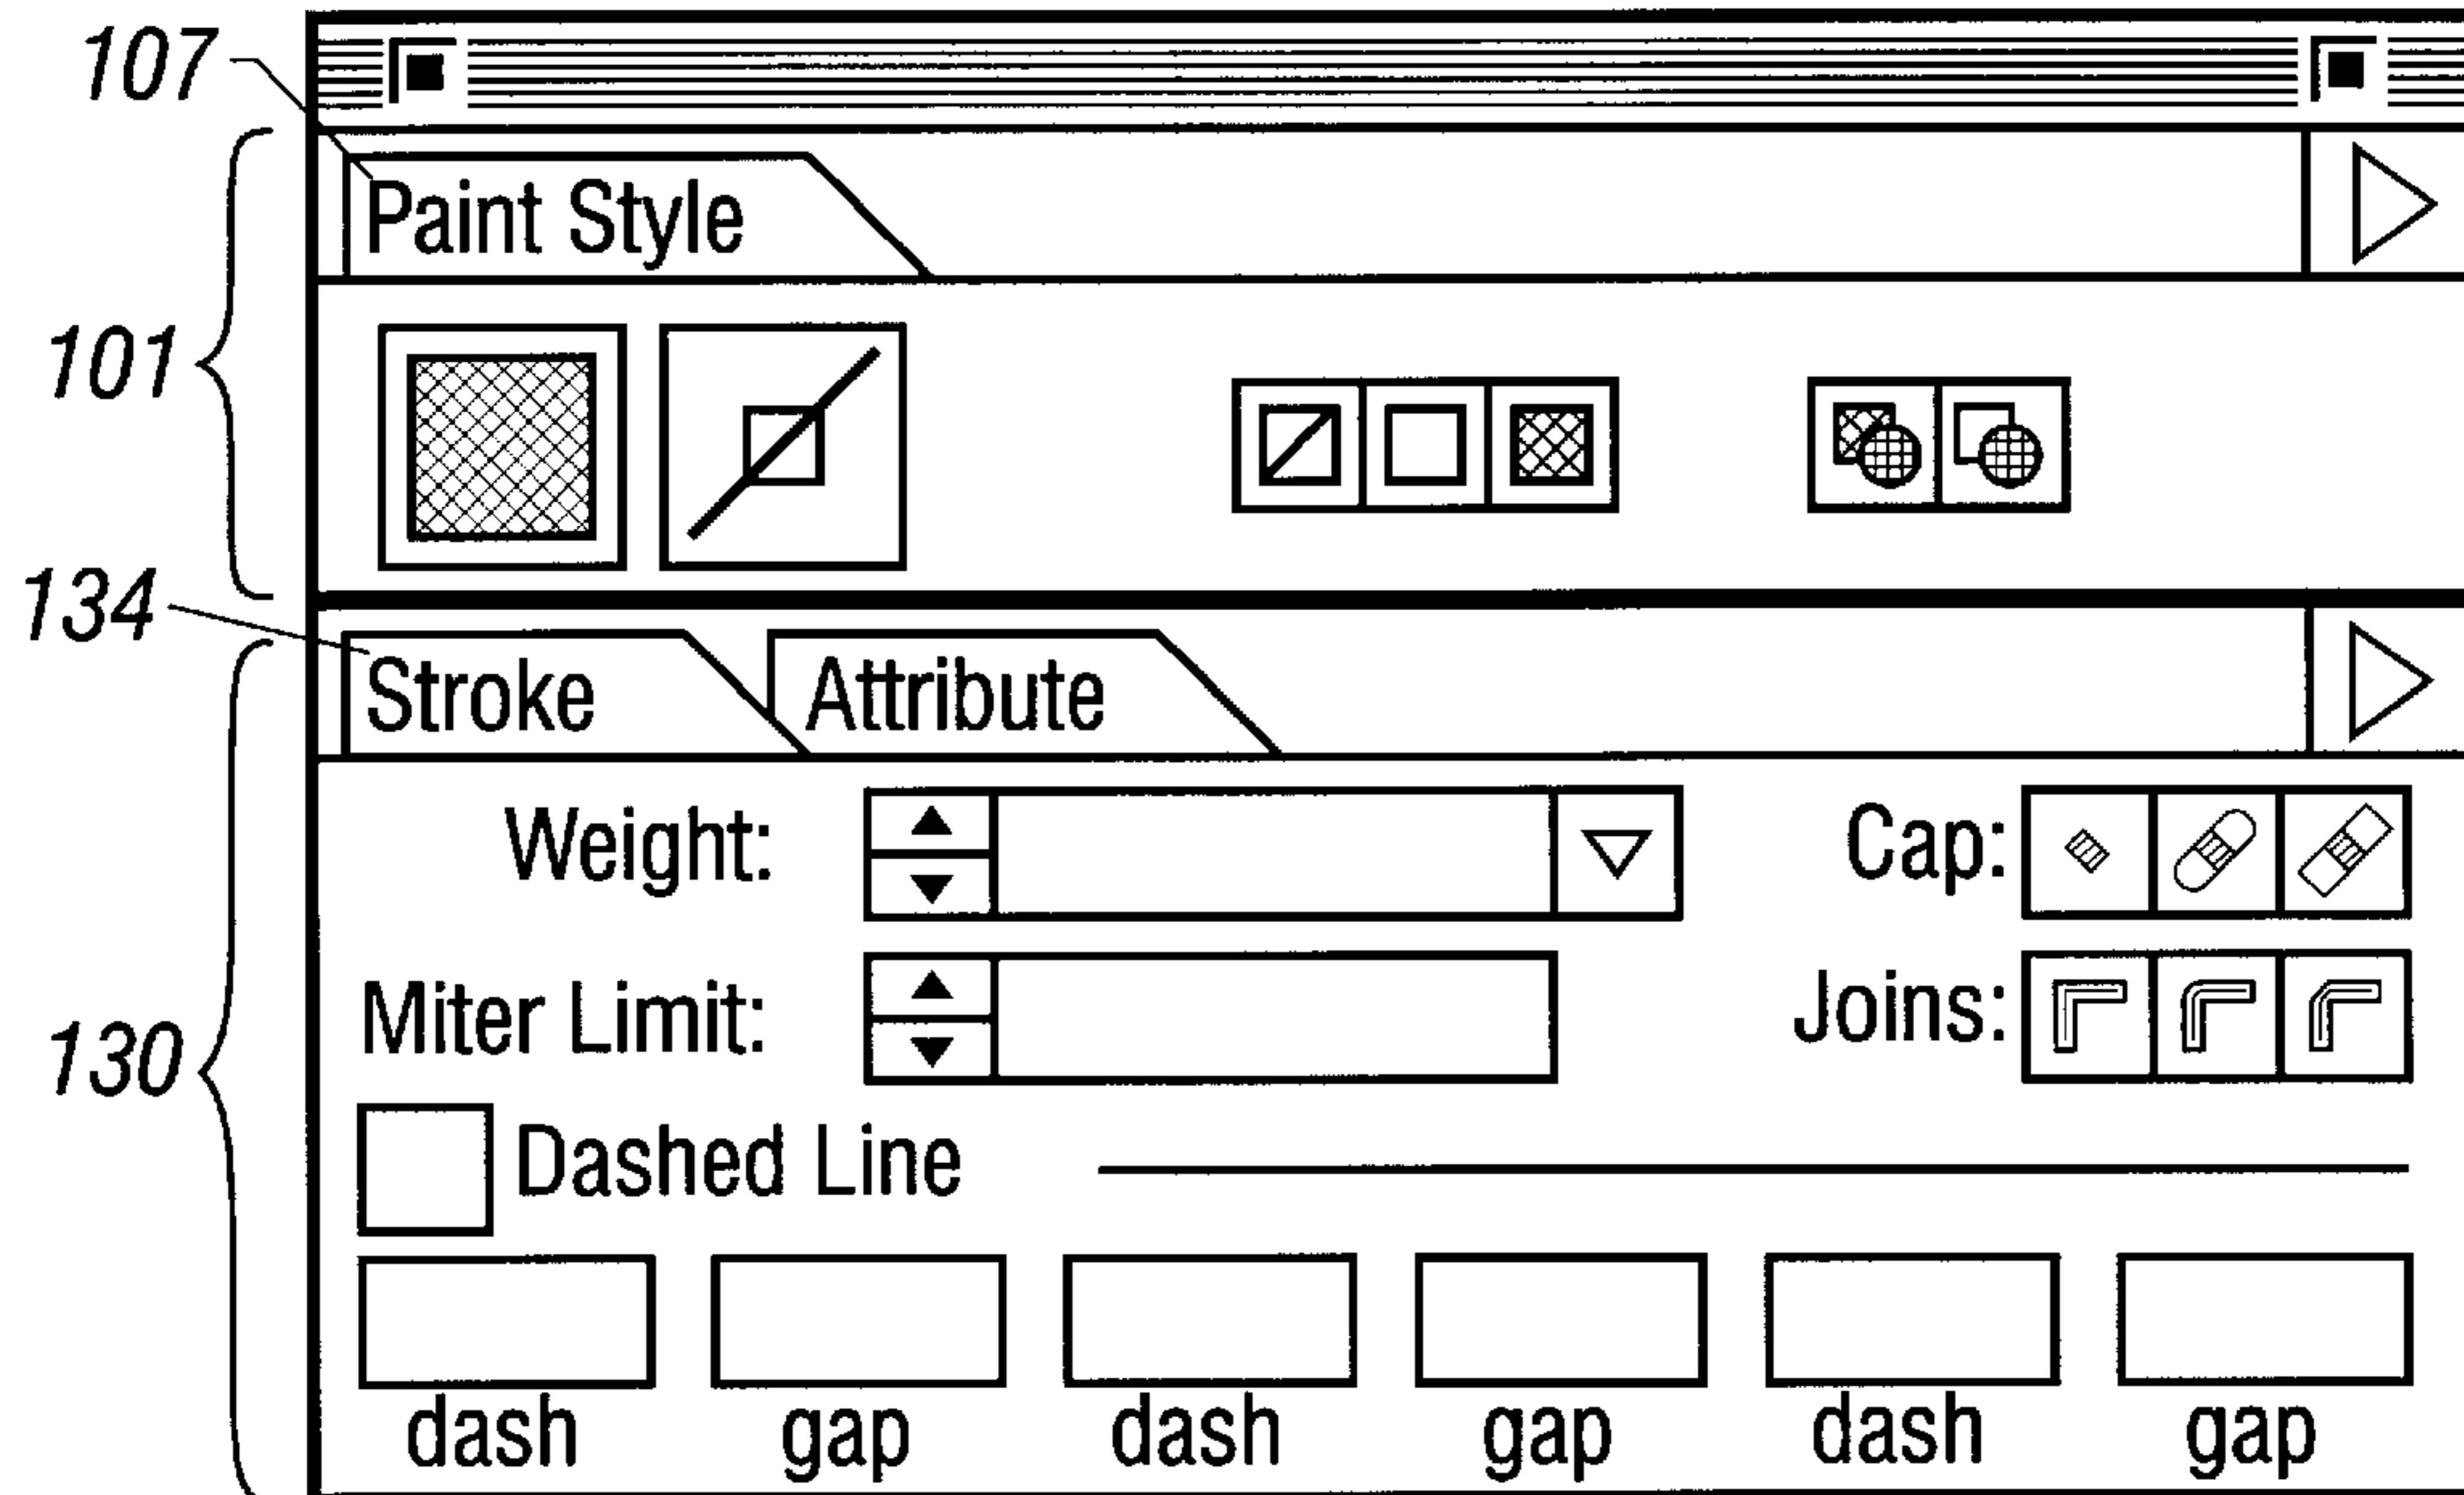 107
Paint Style
101
134
Stroke Attribute
Weight: Cap:
Miter Limit: Joins:
130
Dashed Line
dash gap dash gap dash gap